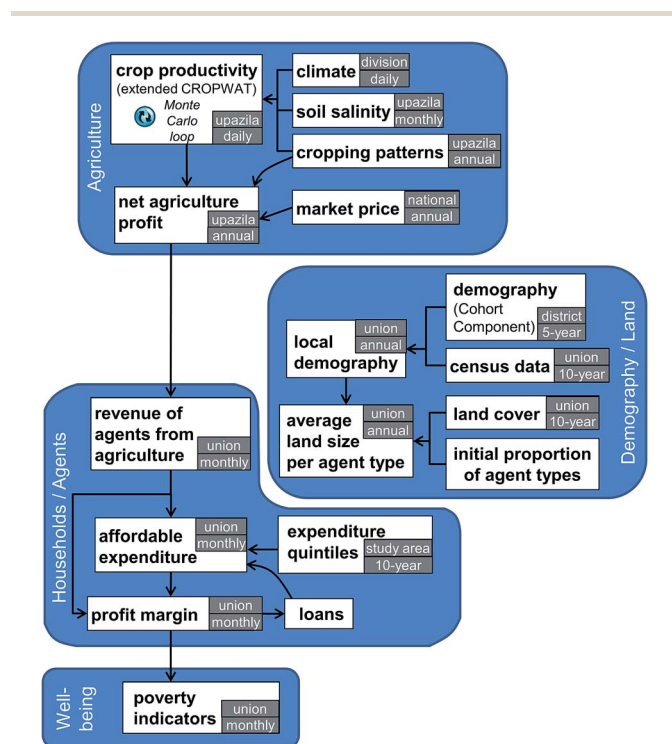 Agriculture
crop productivity
(extended CROPWAT)
Monte
Carlo
loop
upazila
daily
climate
division
daily
soil salinity
upazila
monthly
cropping patterns
upazila
annual
net agriculture
profit
upazila
annual
market price
national
annual
Demography / Land
demography
(Cohort
Component)
district
5-year
local
demography
union
annual
census data
union
10-year
average
land size
per agent type
union
annual
land cover
union
10-year
initial proportion
of agent types
Households / Agents
revenue of
agents from
agriculture
union
monthly
affordable
expenditure
union
monthly
expenditure
quintiles
study area
10-year
profit margin
union
monthly
loans
Well-
being
poverty
indicators
union
monthly